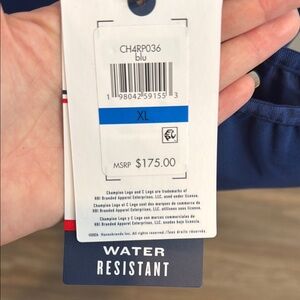 CH4RP036
blu
1 98042 59155 3
XL
MSRP $175.00
Champion Logo and C Logo are trademarks of
HBI Branded Apparel Enterprises, LLC, used under license.
WATER
RESISTANT